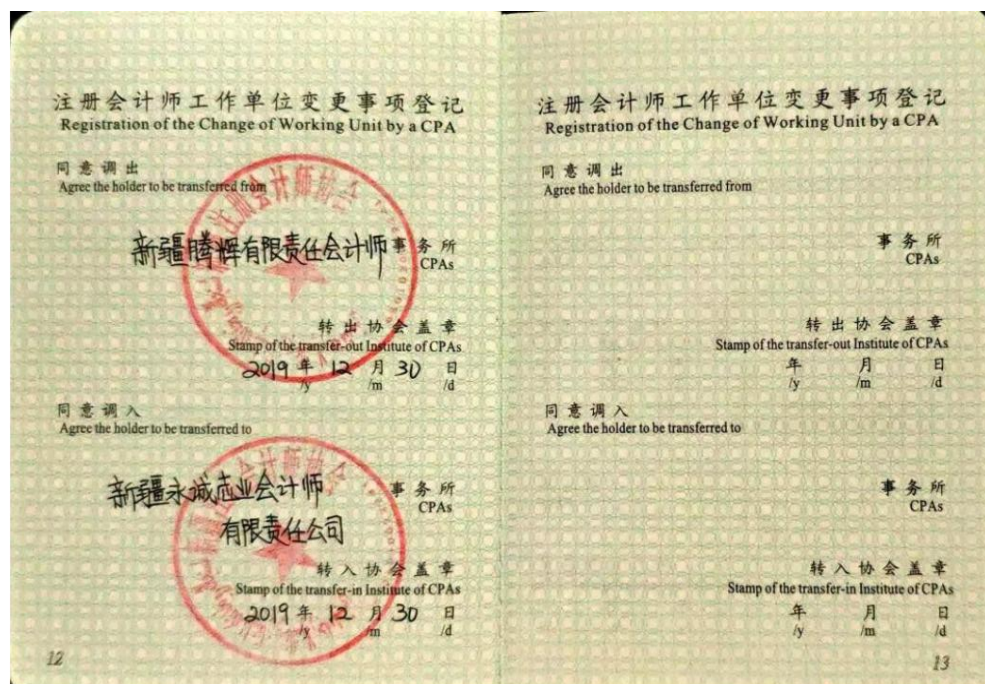 注册会计师工作单位变更事项登记
Registration of the Change of Working Unit by a CPA
同意调出
Agree the holder to be transferred from
新疆腾辉有限责任会计师事务所
CPAs
转出协会盖章
Stamp of the transfer-out Institute of CPAs
2019年12月30日
/y /m /d
同意调入
Agree the holder to be transferred to
新疆永诚志业会计师事务所
CPAs
有限责任公司
转入协会盖章
Stamp of the transfer-in Institute of CPAs
2019年12月30日
/y /m /d
12
注册会计师工作单位变更事项登记
Registration of the Change of Working Unit by a CPA
同意调出
Agree the holder to be transferred from
事务所
CPAs
转出协会盖章
Stamp of the transfer-out Institute of CPAs
年 月 日
/y /m /d
同意调入
Agree the holder to be transferred to
事务所
CPAs
转入协会盖章
Stamp of the transfer-in Institute of CPAs
年 月 日
/y /m /d
13